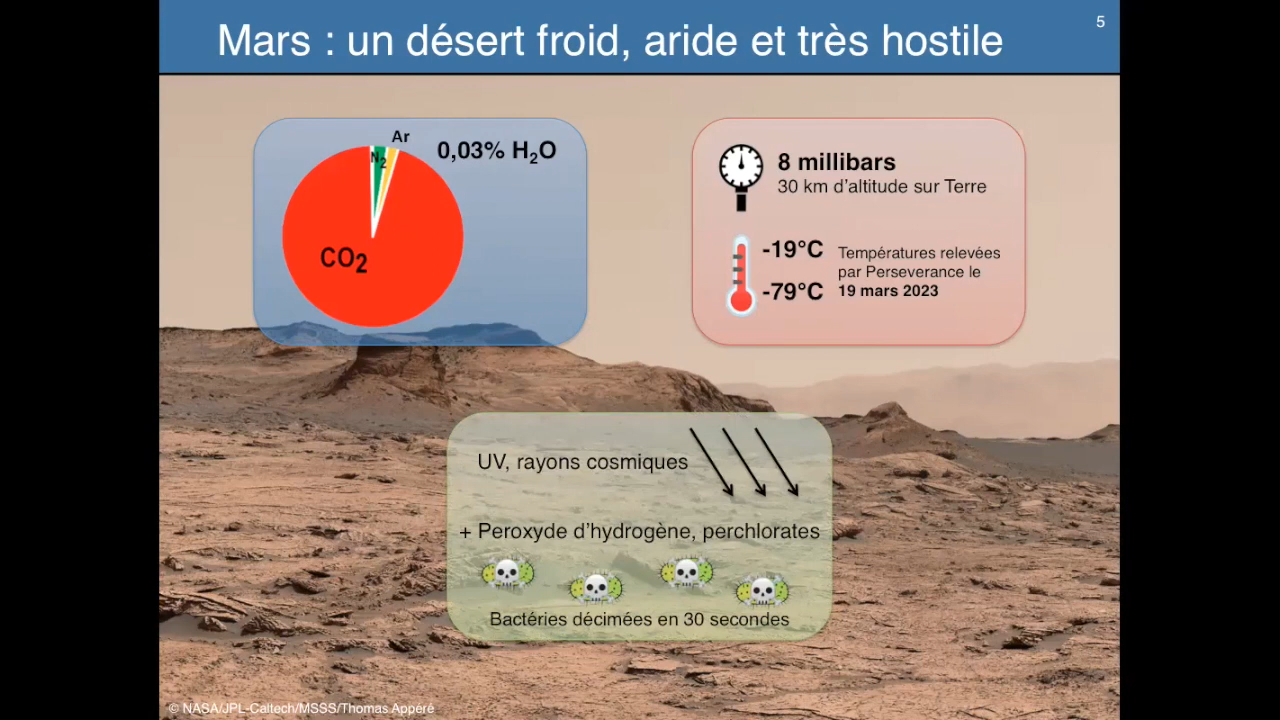 Mars : un désert froid, aride et très hostile
5
Ar
N2
0,03% H2O
CO2
8 millibars
30 km d'altitude sur Terre
-19°C
-79°C
Températures relevées
par Perseverance le
19 mars 2023
UV, rayons cosmiques
+ Peroxyde d'hydrogène, perchlorates
Bactéries décimées en 30 secondes
© NASA/JPL-Caltech/MSSS/Thomas Appéré